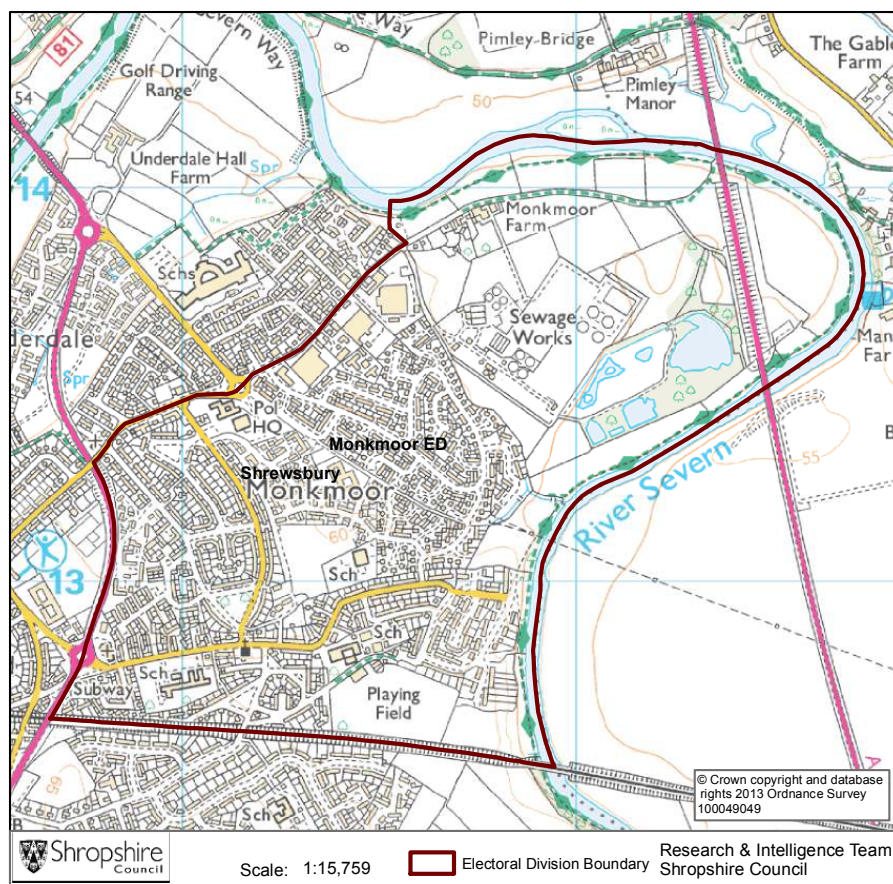 81
Severn Way
Way
Pimley Bridge
The Gabl
Farm
Golf Driving
Range
54
50
Pimley
Manor
Underdale Hall
Farm
Spr
14
Monkmoor
Farm
Schs
Sewage
Works
derdale
Spr
Man
Far
Pol
HQ
Monkmoor ED
Shrewsbury
Monkmoor
B
55
River Severn
60
Sch
13
Sch
Sch
Subway
Playing
Field
A
65
Sch
B
© Crown copyright and database
rights 2013 Ordnance Survey
100049049
Shropshire
Council
Scale: 1:15,759
Electoral Division Boundary
Research & Intelligence Team
Shropshire Council